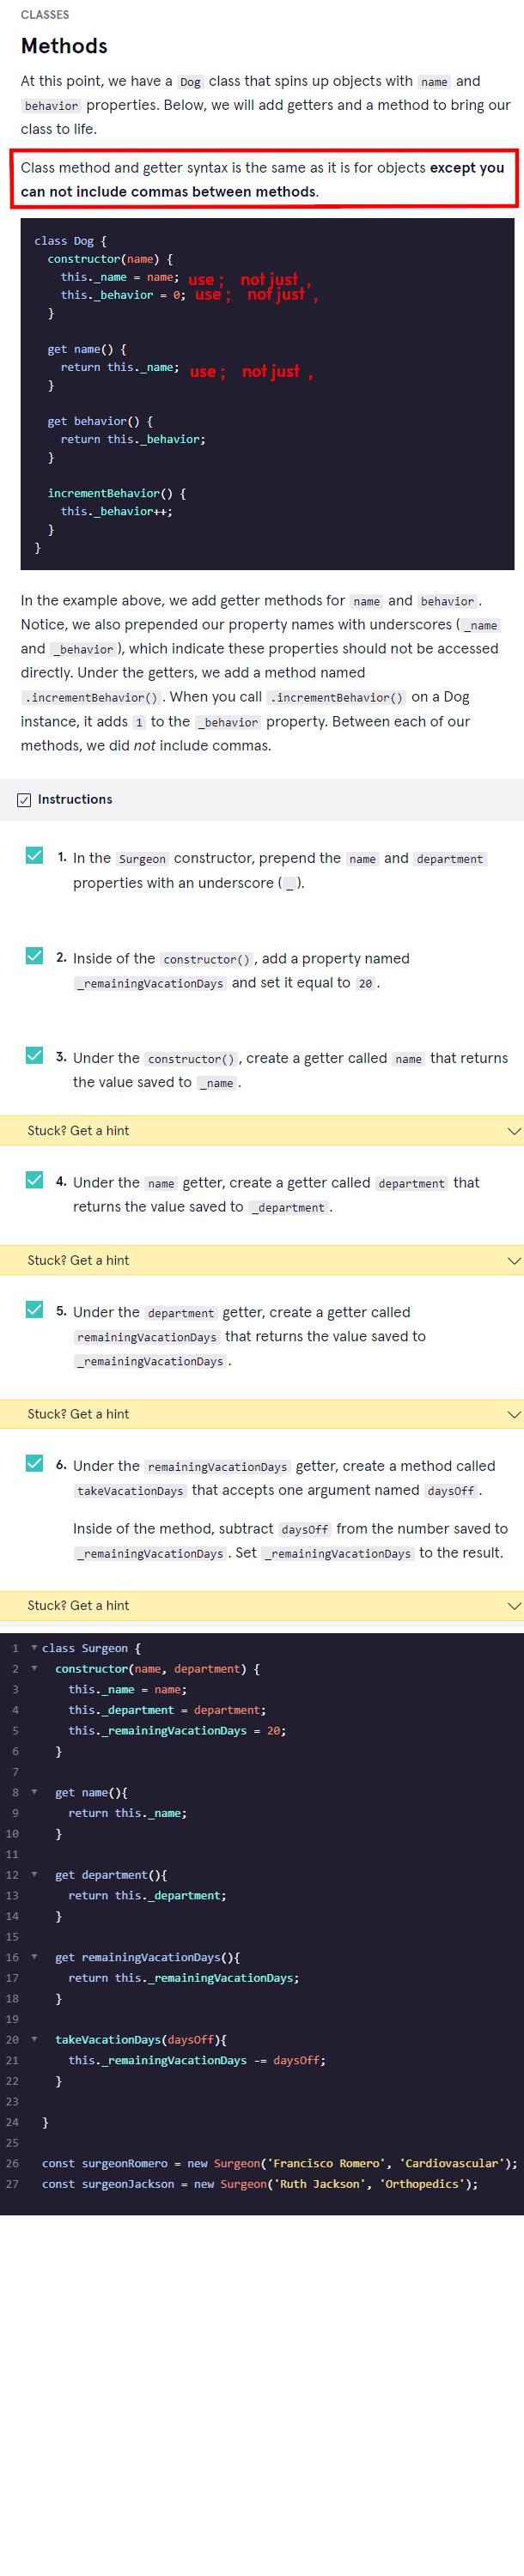 CLASSES
Methods
At this point, we have a Dog class that spins up objects with name and
behavior properties. Below, we will add getters and a method to bring our
class to life.
Class method and getter syntax is the same as it is for objects except you
can not include commas between methods.
class Dog {
constructor(name) {
this._name = name; use ; not just ,
this._behavior = 0; use ; not just ,
}
get name() {
return this._name; use ; not just ,
}
get behavior() {
return this._behavior;
}
incrementBehavior() {
this._behavior++;
}
}
In the example above, we add getter methods for name and behavior.
Notice, we also prepended our property names with underscores (_name
and _behavior), which indicate these properties should not be accessed
directly. Under the getters, we add a method named
.incrementBehavior(). When you call .incrementBehavior() on a Dog
instance, it adds 1 to the _behavior property. Between each of our
methods, we did not include commas.
Instructions
1. In the Surgeon constructor, prepend the name and department
properties with an underscore (_).
2. Inside of the constructor(), add a property named
_remainingVacationDays and set it equal to 20.
3. Under the constructor(), create a getter called name that returns
the value saved to _name.
Stuck? Get a hint
4. Under the name getter, create a getter called department that
returns the value saved to _department.
Stuck? Get a hint
5. Under the department getter, create a getter called
remainingVacationDays that returns the value saved to
_remainingVacationDays.
Stuck? Get a hint
6. Under the remainingVacationDays getter, create a method called
takeVacationDays that accepts one argument named daysOff.
Inside of the method, subtract daysOff from the number saved to
_remainingVacationDays. Set _remainingVacationDays to the result.
Stuck? Get a hint
1 class Surgeon {
2 constructor(name, department) {
3 this._name = name;
4 this._department = department;
5 this._remainingVacationDays = 20;
6 }
7
8 get name(){
9 return this._name;
10 }
11
12 get department(){
13 return this._department;
14 }
15
16 get remainingVacationDays(){
17 return this._remainingVacationDays;
18 }
19
20 takeVacationDays(daysOff){
21 this._remainingVacationDays -= daysOff;
22 }
23
24 }
25
26 const surgeonRomero = new Surgeon('Francisco Romero', 'Cardiovascular');
27 const surgeonJackson = new Surgeon('Ruth Jackson', 'Orthopedics');